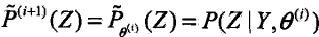 P̃⁽ⁱ⁺¹⁾(Z) = P̃_θ⁽ⁱ⁾(Z) = P(Z | Y, θ⁽ⁱ⁾)